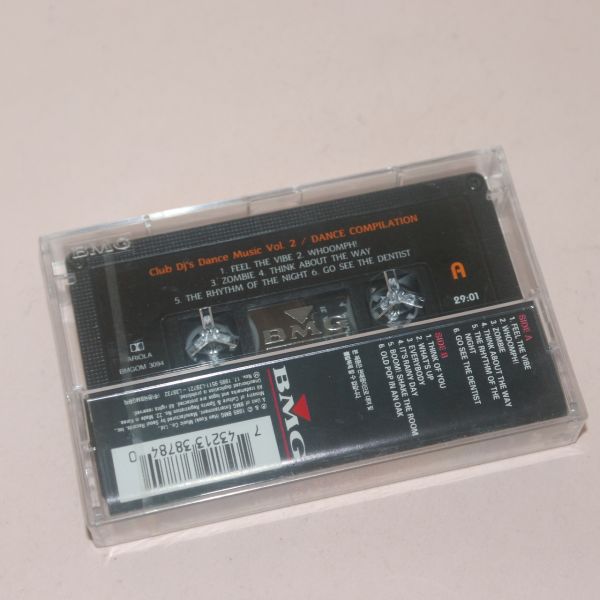 BMG
Club Dj's Dance Music Vol. 2 / DANCE COMPILATION
1. FEEL THE VIBE 2. WHOOMPH!
3. ZOMBIE 4. THINK ABOUT THE WAY
5. THE RHYTHM OF THE NIGHT 6. GO SEE THE DENTIST
A
29:01
ARIOLA
BMGOM 3094
BMG
SIDE A
1. FEEL THE VIBE
2. WHOOMPH!
3. ZOMBIE
4. THINK ABOUT THE WAY
5. THE RHYTHM OF THE
NIGHT
6. GO SEE THE DENTIST
SIDE B
1. THINK OF YOU
2. WHAT'S UP
3. EVERYBODY
4. IT'S RAINY DAY
5. BOOM! SHAKE THE ROOM
6. OLD POP IN AN OAK
BMG
7 43213 38784 0